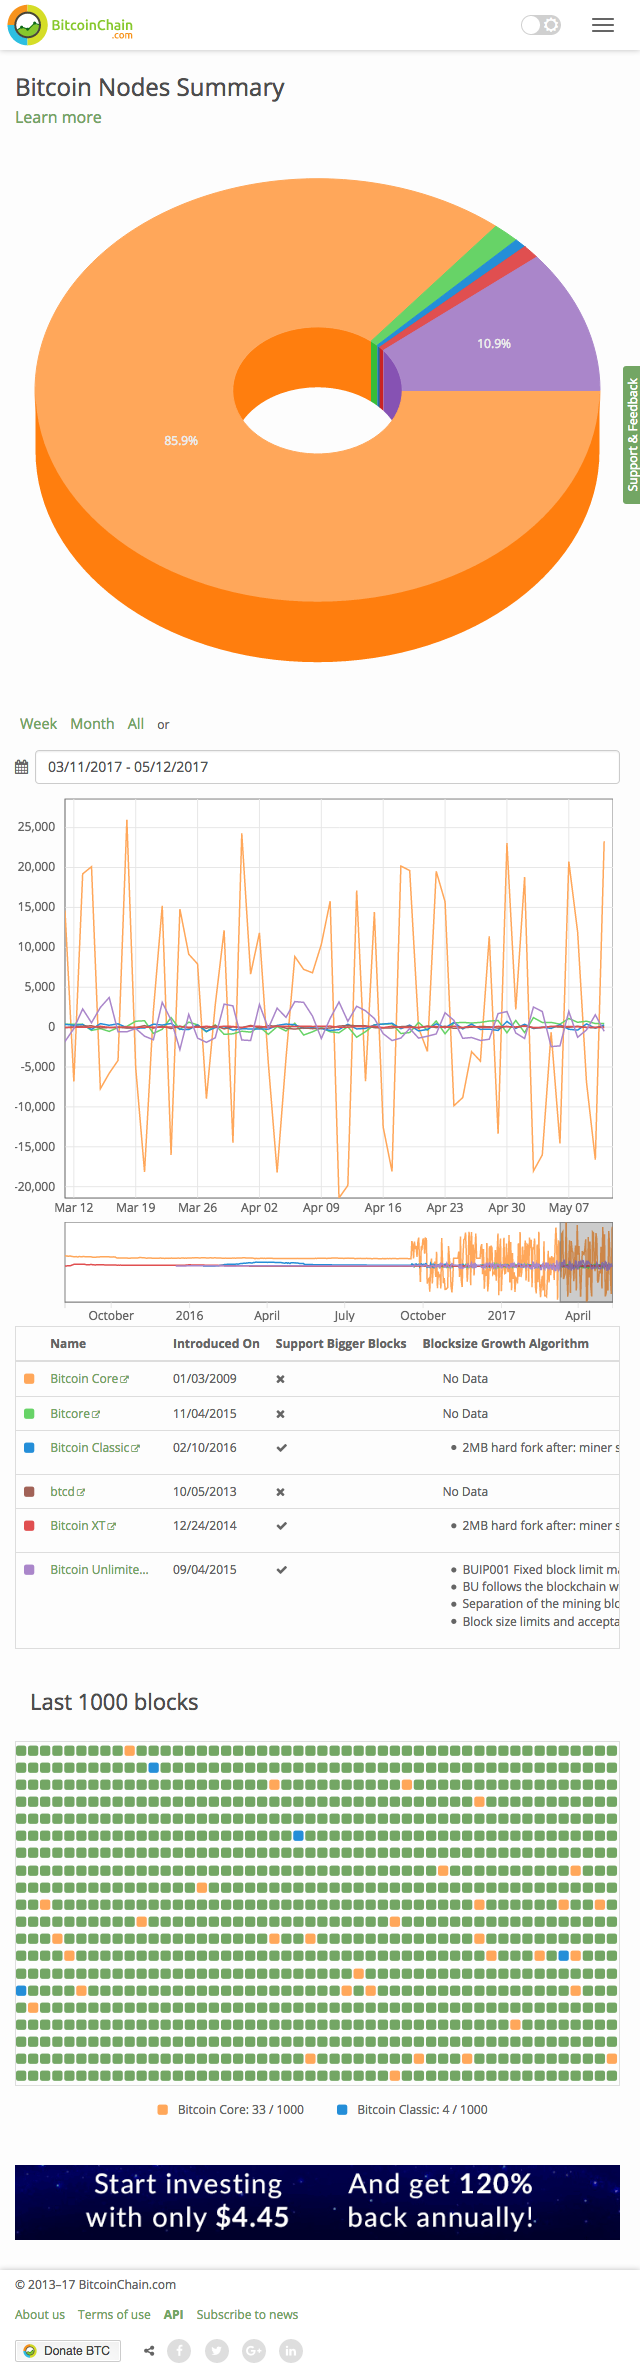 BitcoinChain
.com
Bitcoin Nodes Summary
Learn more
10.9%
85.9%
Support & Feedback
Week Month All or
03/11/2017 - 05/12/2017
25,000
20,000
15,000
10,000
5,000
0
-5,000
-10,000
-15,000
-20,000
Mar 12 Mar 19 Mar 26 Apr 02 Apr 09 Apr 16 Apr 23 Apr 30 May 07
October 2016 April July October 2017 April
Name Introduced On Support Bigger Blocks Blocksize Growth Algorithm
Bitcoin Core 01/03/2009 No Data
Bitcore 11/04/2015 No Data
Bitcoin Classic 02/10/2016 • 2MB hard fork after: miner s
btcd 10/05/2013 No Data
Bitcoin XT 12/24/2014 • 2MB hard fork after: miner s
Bitcoin Unlimite... 09/04/2015 • BUIP001 Fixed block limit ma
• BU follows the blockchain w
• Separation of the mining blo
• Block size limits and accepta
Last 1000 blocks
Bitcoin Core: 33 / 1000 Bitcoin Classic: 4 / 1000
Start investing And get 120%
with only $4.45 back annually!
© 2013–17 BitcoinChain.com
About us Terms of use API Subscribe to news
Donate BTC